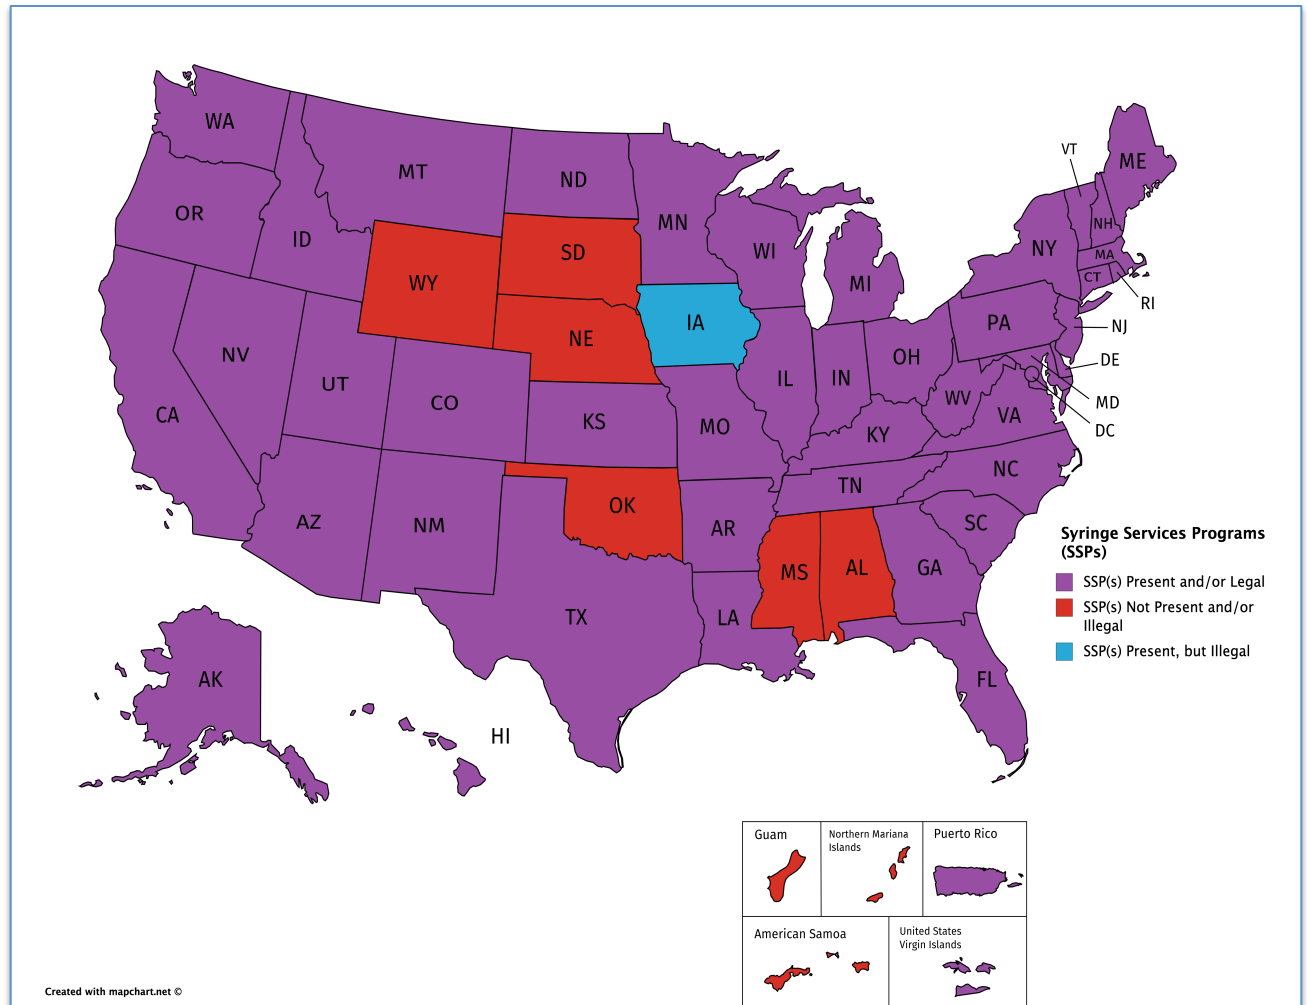 WA
MT
ND
VT
ME
OR
ID
MN
NH
SD
WI
NY
MA
WY
MI
CT
RI
IA
PA
NJ
NE
NV
OH
DE
UT
IL
IN
CO
WV
MD
CA
KS
MO
VA
DC
KY
NC
TN
OK
AZ
NM
AR
SC
Syringe Services Programs
(SSPs)
MS
AL
GA
SSP(s) Present and/or Legal
SSP(s) Not Present and/or
Illegal
TX
LA
SSP(s) Present, but Illegal
AK
FL
HI
Guam
Northern Mariana
Islands
Puerto Rico
American Samoa
United States
Virgin Islands
Created with mapchart.net ©